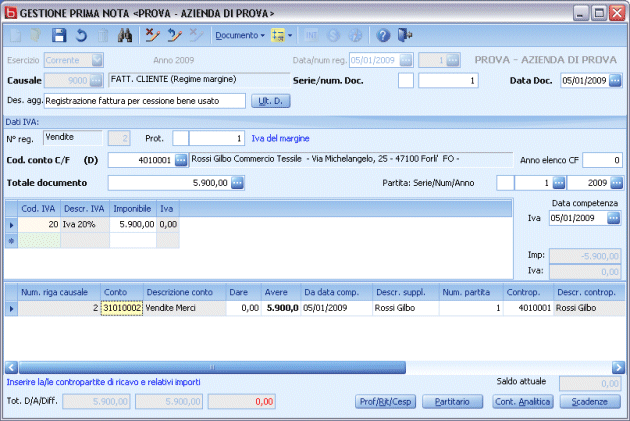 GESTIONE PRIMA NOTA <PROVA - AZIENDA DI PROVA>
Documento
INT
Esercizio Corrente Anno 2009 Data/num reg. 05/01/2009 1 PROVA - AZIENDA DI PROVA
Causale 9000 FATT. CLIENTE (Regime margine) Serie/num. Doc. 1 Data Doc. 05/01/2009
Des. agg. Registrazione fattura per cessione bene usato Ult. D.
Dati IVA:
N° reg. Vendite 2 Prot. 1 Iva del margine
Cod. conto C/F (D) 4010001 Rossi Gilbo Commercio Tessile - Via Michelangelo, 25 - 47100 Forli' FO - Anno elenco CF 0
Totale documento 5.900,00 Partita: Serie/Num/Anno 1 2009
Cod. IVA Descr. IVA Imponibile Iva
20 Iva 20% 5.900,00 0,00
Data competenza
Iva 05/01/2009
Imp: -5.900,00
Iva: 0,00
Num. riga causale Conto Descrizione conto Dare Avere Da data comp. Descr. suppl. Num. partita Controp. Descr. controp.
2 31010002 Vendite Merci 0,00 5.900,0 05/01/2009 Rossi Gilbo 1 4010001 Rossi Gilbo
Inserire la/le contropartite di ricavo e relativi importi Saldo attuale 0,00
Tot. D/A/Diff. 5.900,00 5.900,00 0,00 Prof/Rit/Cesp Partitario Cont. Analitica Scadenze